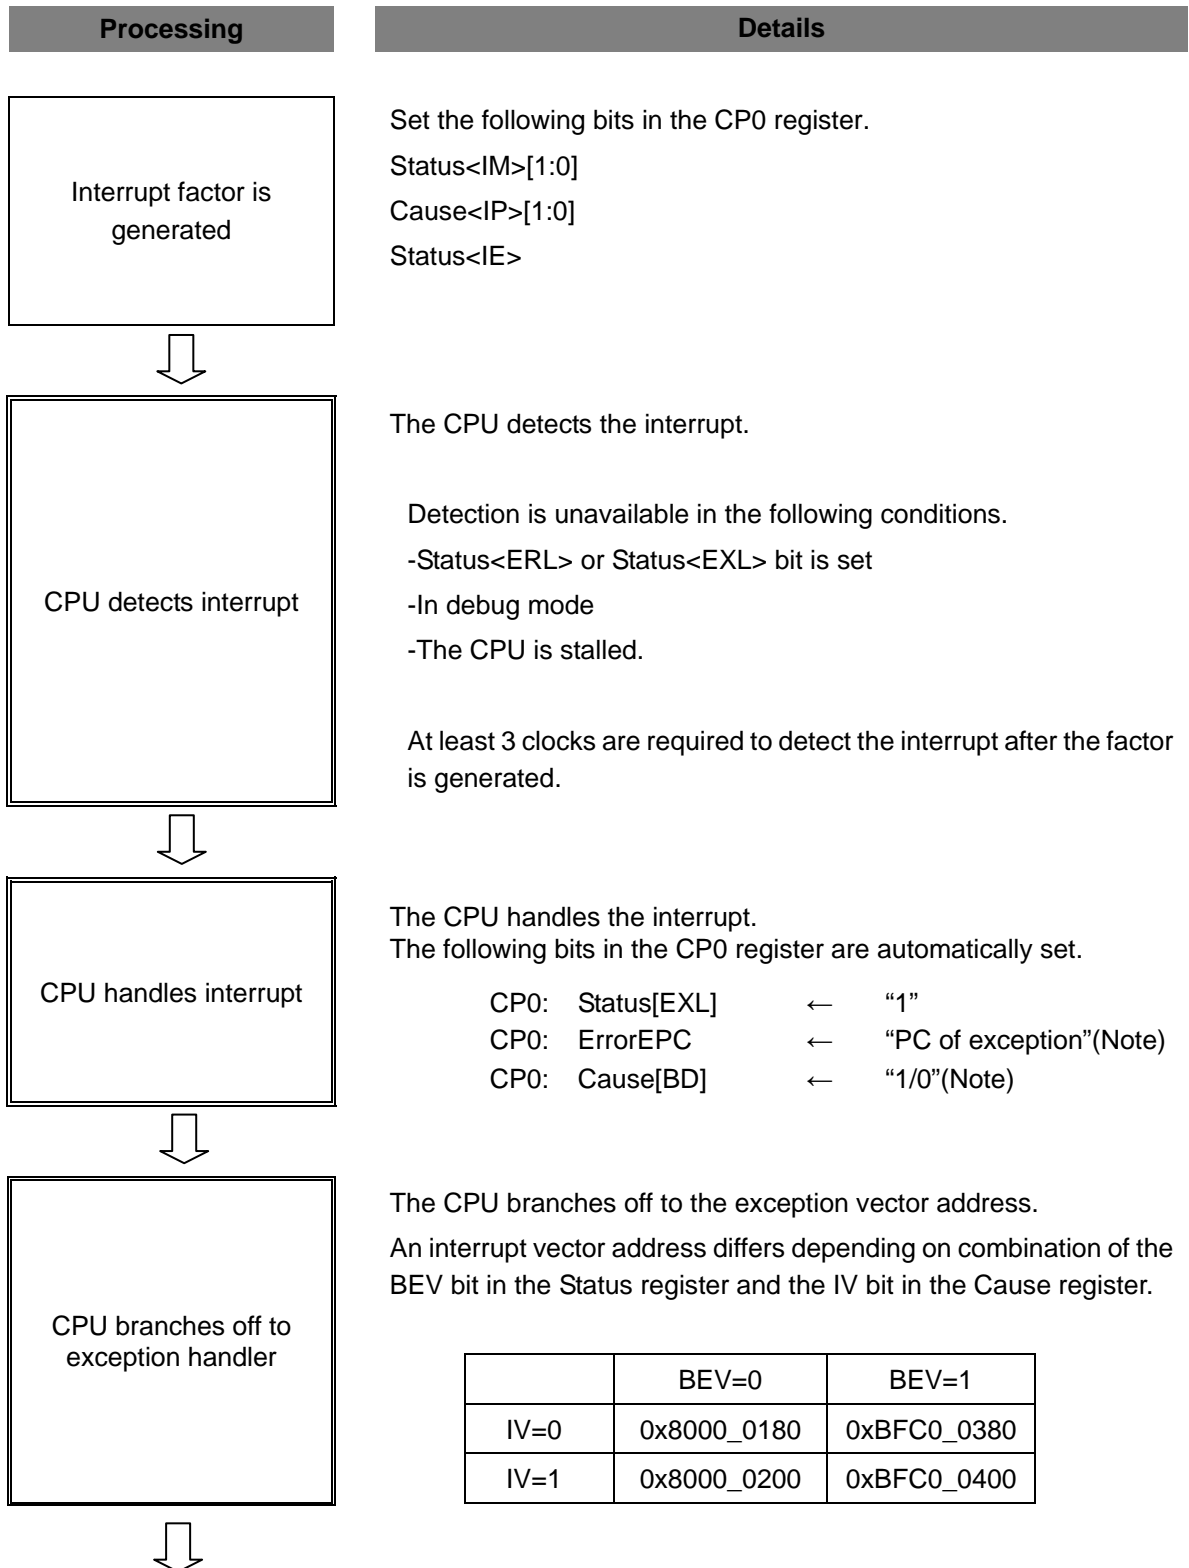 Processing
Details
Interrupt factor is
generated
Set the following bits in the CP0 register.
Status<IM>[1:0]
Cause<IP>[1:0]
Status<IE>
CPU detects interrupt
The CPU detects the interrupt.
Detection is unavailable in the following conditions.
-Status<ERL> or Status<EXL> bit is set
-In debug mode
-The CPU is stalled.
At least 3 clocks are required to detect the interrupt after the factor
is generated.
CPU handles interrupt
The CPU handles the interrupt.
The following bits in the CP0 register are automatically set.
CP0: Status[EXL] ← “1”
CP0: ErrorEPC ← “PC of exception”(Note)
CP0: Cause[BD] ← “1/0”(Note)
CPU branches off to
exception handler
The CPU branches off to the exception vector address.
An interrupt vector address differs depending on combination of the
BEV bit in the Status register and the IV bit in the Cause register.
BEV=0 BEV=1
IV=0 0x8000_0180 0xBFC0_0380
IV=1 0x8000_0200 0xBFC0_0400